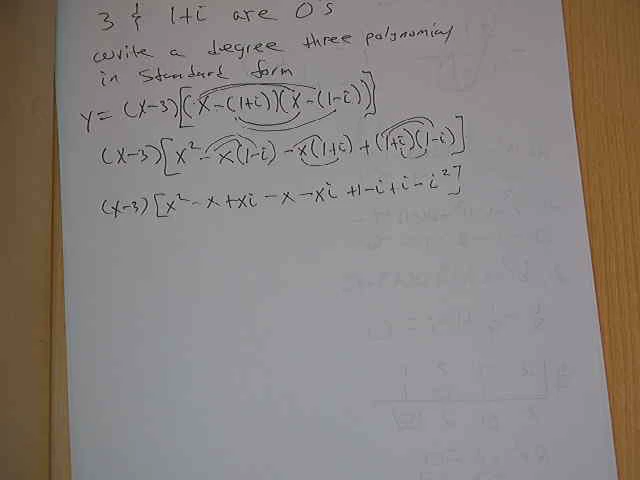 3 & 1+i are 0's
write a degree three polynomial
in standard form
y = (x-3)[(x-(1+i))(x-(1-i))]
(x-3)[x²-x(1-i)-x(1+i)+(1+i)(1-i)]
(x-3)[x²-x+xi-x-xi+1-i+i-i²]